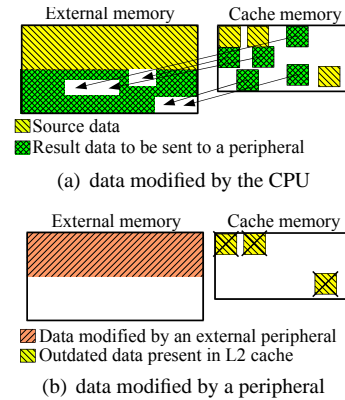 External memory Cache memory
Source data
Result data to be sent to a peripheral
(a) data modified by the CPU
External memory Cache memory
Data modified by an external peripheral
Outdated data present in L2 cache
(b) data modified by a peripheral